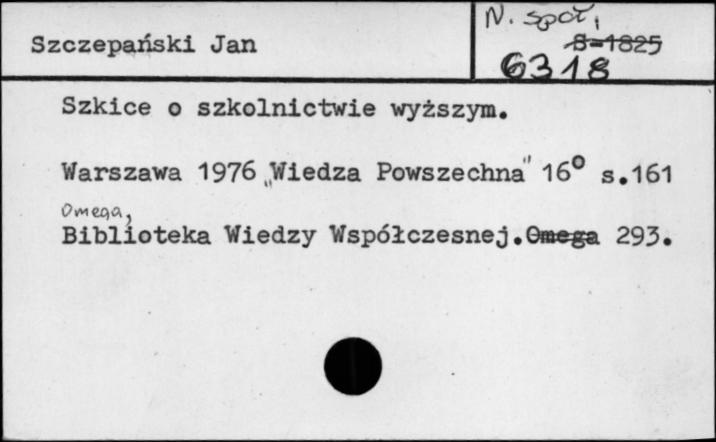 N. społ,
Szczepański Jan
S-1825
6318
Szkice o szkolnictwie wyższym.
Warszawa 1976 „Wiedza Powszechna" 16° s.161
Omega,
Biblioteka Wiedzy Współczesnej. Omega 293.